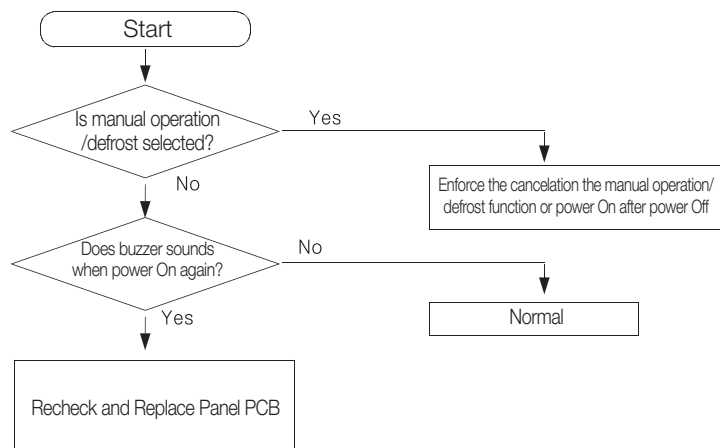 Start
Is manual operation
/defrost selected?
Yes
Enforce the cancelation the manual operation/
defrost function or power On after power Off
No
Does buzzer sounds
when power On again?
No
Normal
Yes
Recheck and Replace Panel PCB